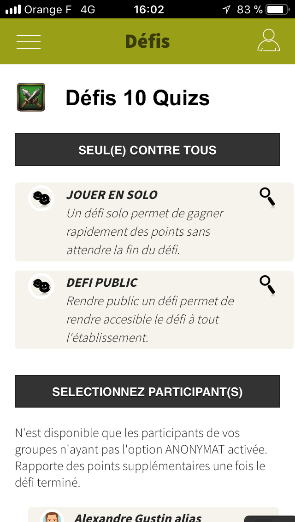 Orange F 4G 16:02 83 %
Défis
Défis 10 Quizs
SEUL(E) CONTRE TOUS
JOUER EN SOLO
Un défi solo permet de gagner
rapidement des points sans
attendre la fin du défi.
DEFI PUBLIC
Rendre public un défi permet de
rendre accesible le défi à tout
l'établissement.
SELECTIONNEZ PARTICIPANT(S)
N'est disponible que les participants de vos
groupes n'ayant pas l'option ANONYMAT activée.
Rapporte des points supplémentaires une fois le
défi terminé.
Alexandre Gustin alias